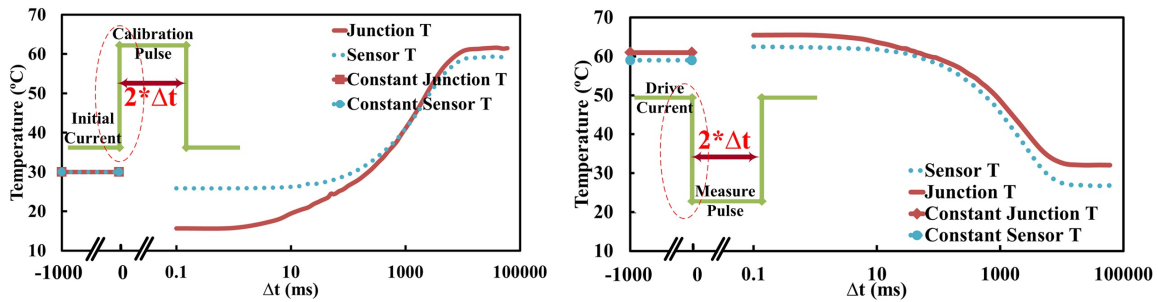 70
60
50
40
30
20
10
Temperature (ºC)
Calibration
Pulse
2*Δt
Initial
Current
Junction T
Sensor T
Constant Junction T
Constant Sensor T
-1000
0
0.1
10
1000
100000
Δt (ms)
70
60
50
40
30
20
10
Temperature (ºC)
Drive
Current
2*Δt
Measure
Pulse
Sensor T
Junction T
Constant Junction T
Constant Sensor T
-1000
0
0.1
10
1000
100000
Δt (ms)